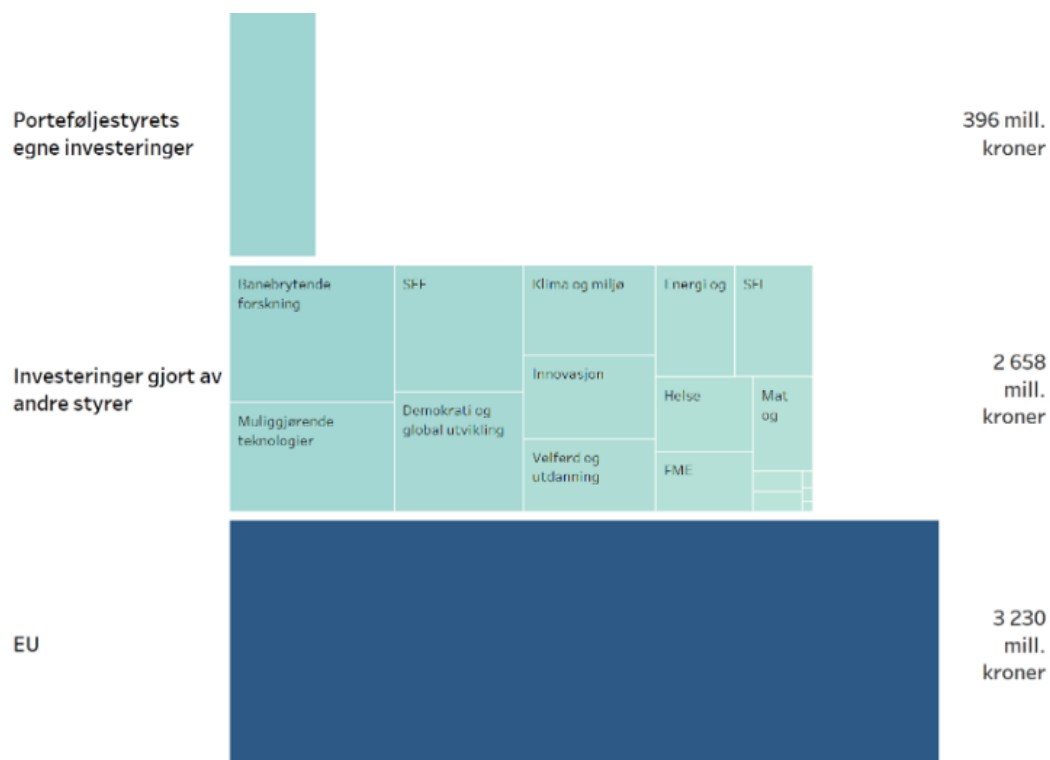 Porteføljestyrets
egne investeringer
396 mill.
kroner
Banebrytende
forskning
SFF
Klima og miljø
Energi og
SFI
Muliggjørende
teknologier
Demokrati og
global utvikling
Innovasjon
Velferd og
utdanning
Helse
FME
Mat
og
Investeringer gjort av
andre styrer
2 658
mill.
kroner
EU
3 230
mill.
kroner